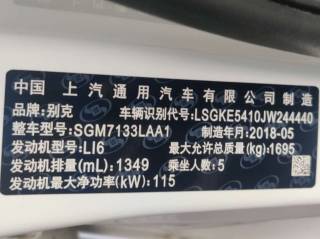 中国 上汽通用汽车有限公司 制造
品牌:别克 车辆识别代号:LSGKE5410JW244440
整车型号:SGM7133LAA1 制造年月:2018-05
发动机型号:LI6 最大允许总质量(kg):1695
发动机排量(mL):1349 乘坐人数:5
发动机最大净功率(kW):115